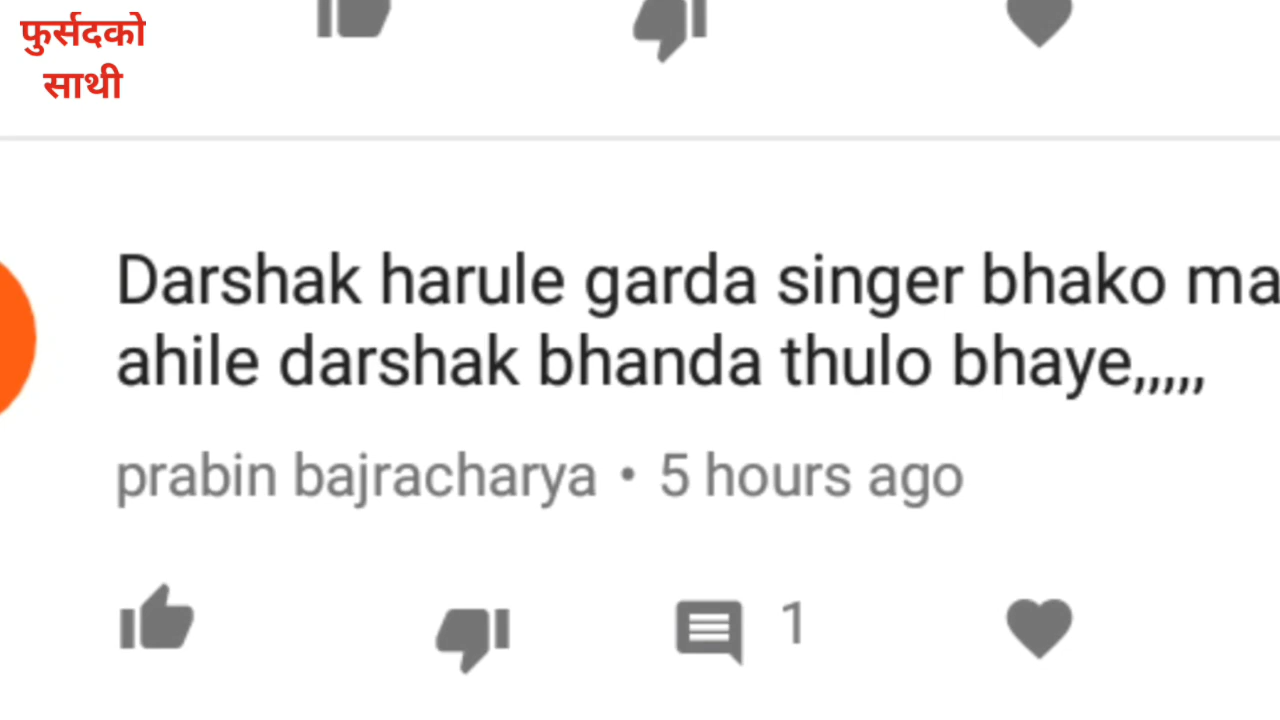 फुर्सदको
साथी
Darshak harule garda singer bhako ma
ahile darshak bhanda thulo bhaye,,,,,
prabin bajracharya • 5 hours ago
1